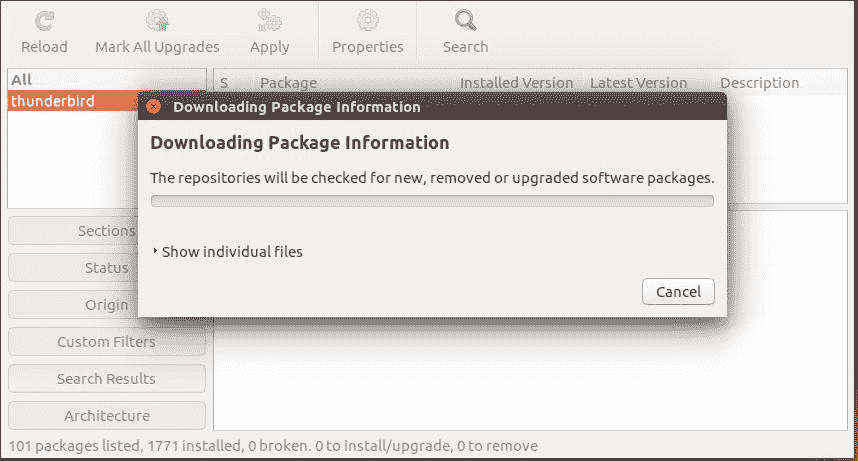 Reload Mark All Upgrades Apply Properties Search
All
thunderbird
S Package Installed Version Latest Version Description
Downloading Package Information
Downloading Package Information
The repositories will be checked for new, removed or upgraded software packages.
Show individual files
Cancel
Sections
Status
Origin
Custom Filters
Search Results
Architecture
101 packages listed, 1771 installed, 0 broken. 0 to install/upgrade, 0 to remove